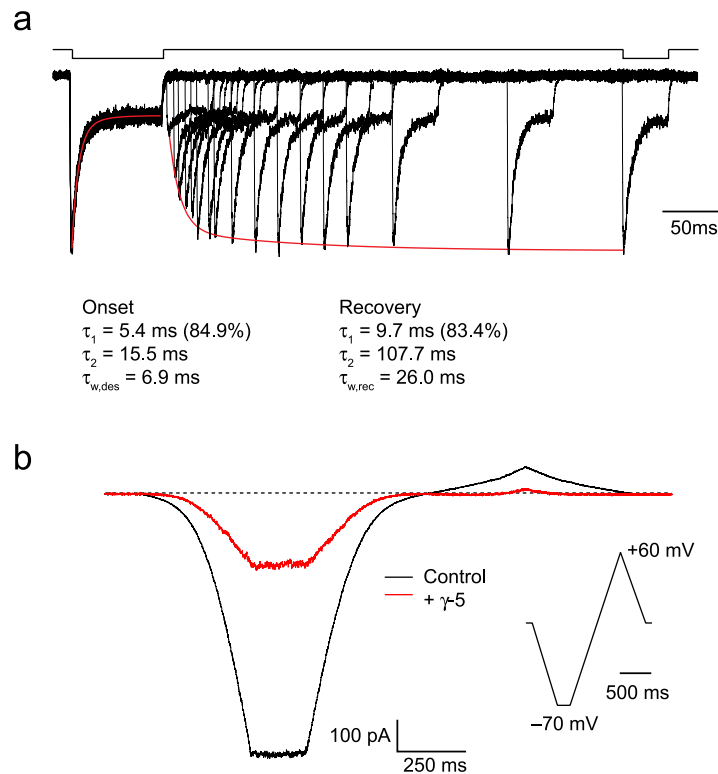 a
50ms
Onset
τ1 = 5.4 ms (84.9%)
τ2 = 15.5 ms
τw,des = 6.9 ms
Recovery
τ1 = 9.7 ms (83.4%)
τ2 = 107.7 ms
τw,rec = 26.0 ms
b
Control
+ γ-5
+60 mV
500 ms
–70 mV
100 pA
250 ms